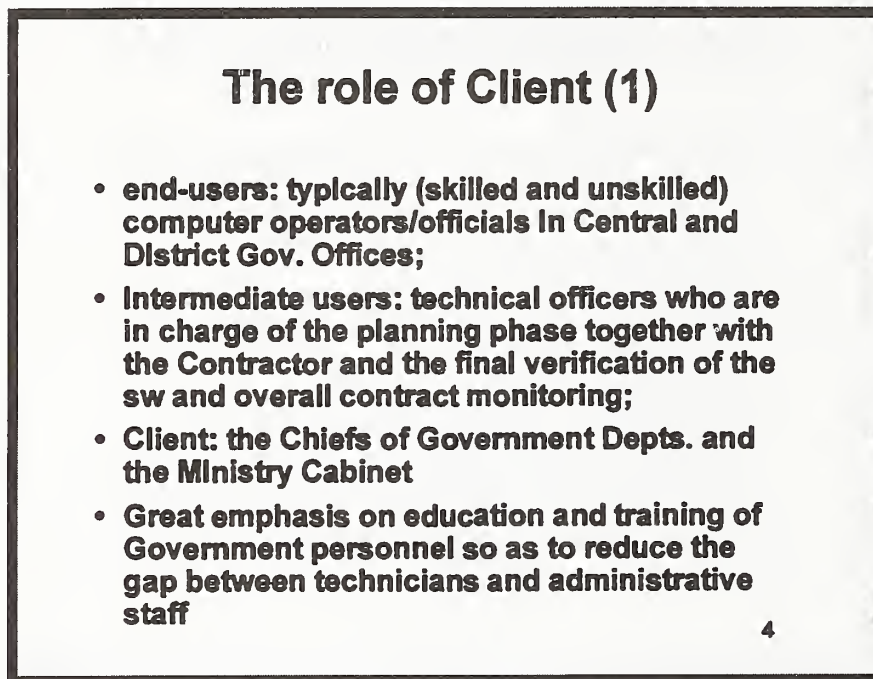 The role of Client (1)
• end-users: typically (skilled and unskilled)
computer operators/officials in Central and
District Gov. Offices;
• Intermediate users: technical officers who are
in charge of the planning phase together with
the Contractor and the final verification of the
sw and overall contract monitoring;
• Client: the Chiefs of Government Depts. and
the Ministry Cabinet
• Great emphasis on education and training of
Government personnel so as to reduce the
gap between technicians and administrative
staff
4